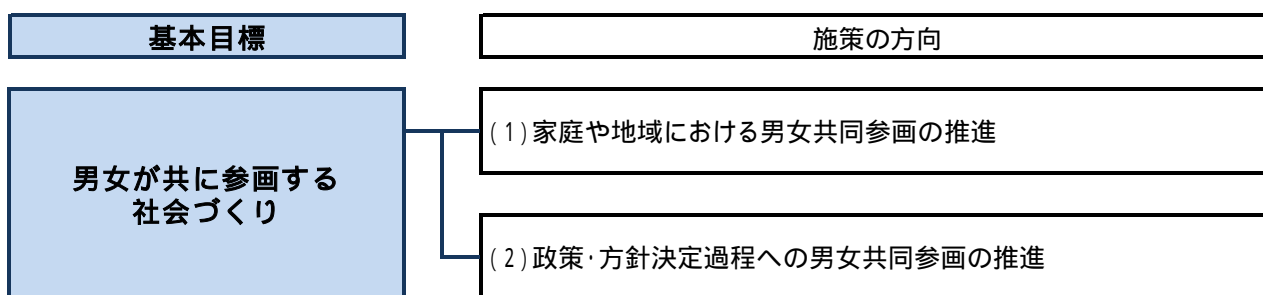 基本目標
施策の方向
男女が共に参画する
社会づくり
(1)家庭や地域における男女共同参画の推進
(2)政策・方針決定過程への男女共同参画の推進